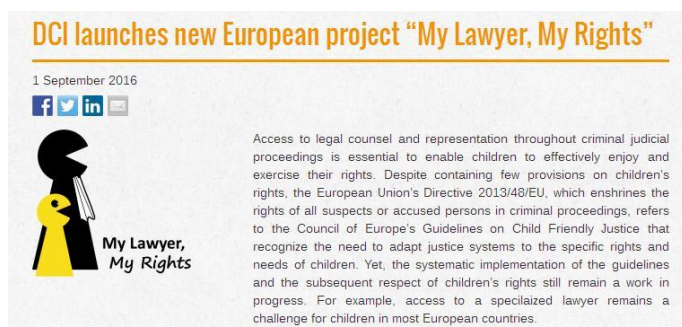 DCI launches new European project “My Lawyer, My Rights”
1 September 2016
Access to legal counsel and representation throughout criminal judicial
proceedings is essential to enable children to effectively enjoy and
exercise their rights. Despite containing few provisions on children's
rights, the European Union's Directive 2013/48/EU, which enshrines the
rights of all suspects or accused persons in criminal proceedings, refers
to the Council of Europe's Guidelines on Child Friendly Justice that
recognize the need to adapt justice systems to the specific rights and
needs of children. Yet, the systematic implementation of the guidelines
and the subsequent respect of children's rights still remain a work in
progress. For example, access to a specilaized lawyer remains a
challenge for children in most European countries.
My Lawyer,
My Rights